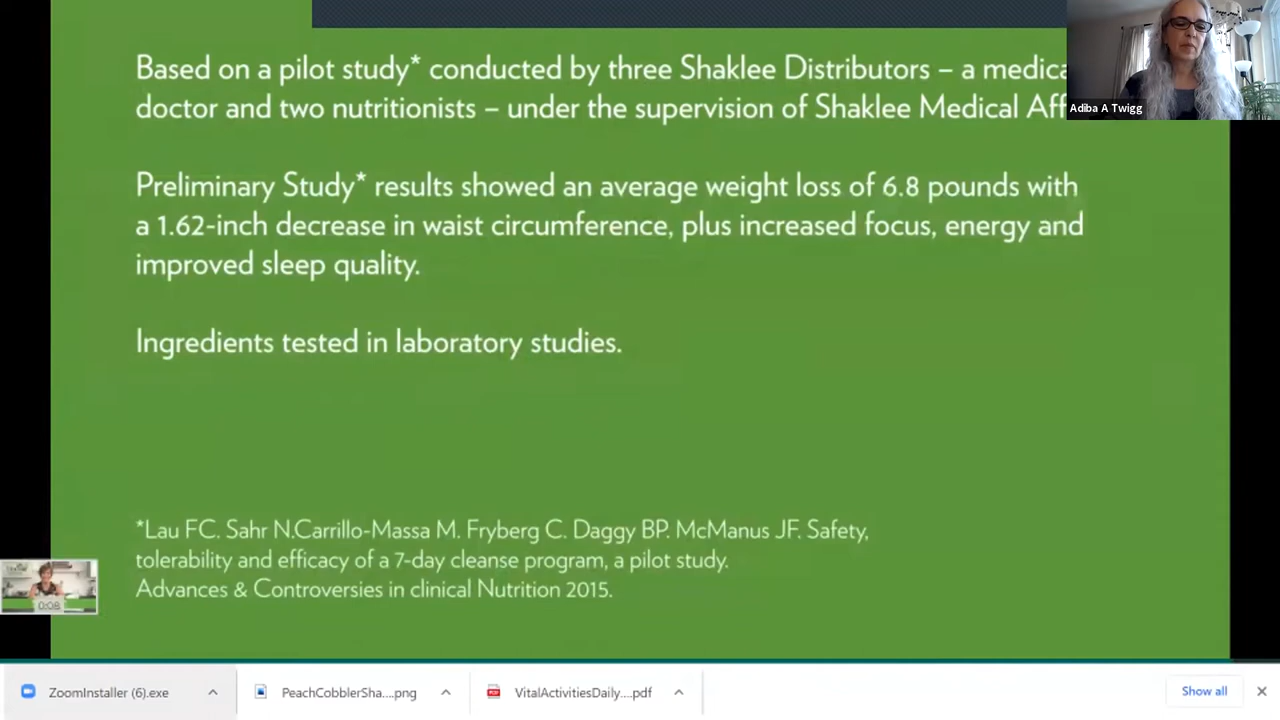 Based on a pilot study* conducted by three Shaklee Distributors – a
doctor and two nutritionists – under the supervision of Shaklee Medical
Adiba A Twigg
Preliminary Study* results showed an average weight loss of 6.8 pounds with
a 1.62-inch decrease in waist circumference, plus increased focus, energy and
improved sleep quality.
Ingredients tested in laboratory studies.
*Lau FC. Sahr N.Carrillo-Massa M. Fryberg C. Daggy BP. McManus JF. Safety,
tolerability and efficacy of a 7-day cleanse program, a pilot study.
Advances & Controversies in clinical Nutrition 2015.
0:08
ZoomInstaller (6).exe
PeachCobblerSha....png
VitalActivitiesDaily....pdf
Show all